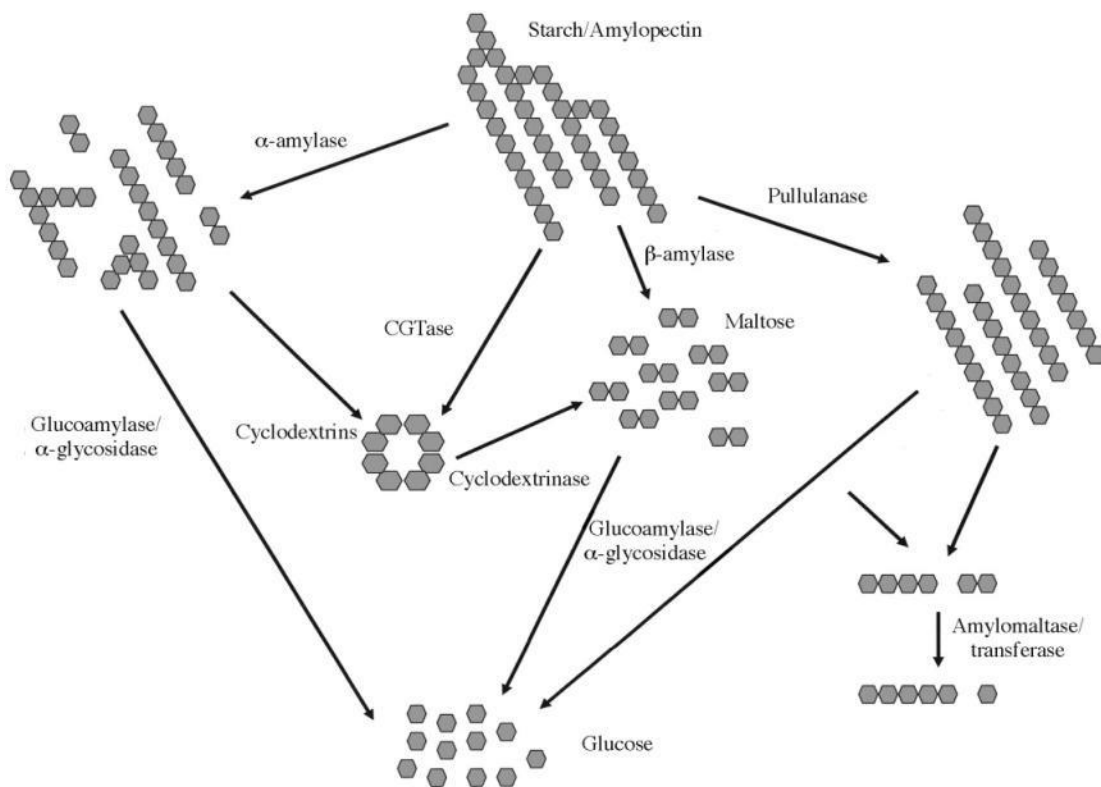 Starch/Amylopectin
α-amylase
Pullulanase
β-amylase
CGTase
Maltose
Glucoamylase/
α-glycosidase
Cyclodextrins
Cyclodextrinase
Glucoamylase/
α-glycosidase
Amylomaltase/
transferase
Glucose